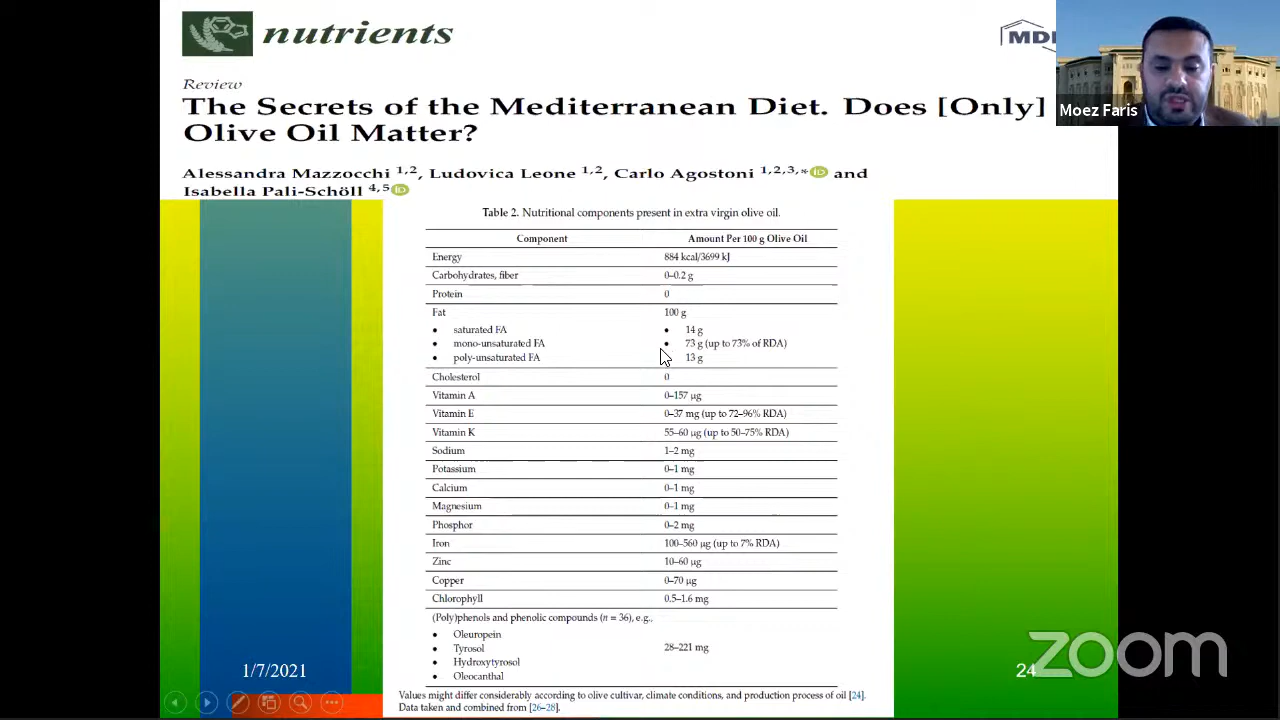 nutrients
MD
Moez Faris
Review
The Secrets of the Mediterranean Diet. Does [Only]
Olive Oil Matter?
Alessandra Mazzocchi 1,2, Ludovica Leone 1,2, Carlo Agostoni 1,2,3,* iD and
Isabella Pali-Schöll 4,5 iD
Table 2. Nutritional components present in extra virgin olive oil.
Component Amount Per 100 g Olive Oil
Energy 884 kcal/3699 kJ
Carbohydrates, fiber 0–0.2 g
Protein 0
Fat 100 g
• saturated FA • 14 g
• mono-unsaturated FA • 73 g (up to 73% of RDA)
• poly-unsaturated FA 13 g
Cholesterol 0
Vitamin A 0–157 µg
Vitamin E 0–37 mg (up to 72–96% RDA)
Vitamin K 55–60 µg (up to 50–75% RDA)
Sodium 1–2 mg
Potassium 0–1 mg
Calcium 0–1 mg
Magnesium 0–1 mg
Phosphor 0–2 mg
Iron 100–560 µg (up to 7% RDA)
Zinc 10–60 µg
Copper 0–70 µg
Chlorophyll 0.5–1.6 mg
(Poly)phenols and phenolic compounds (n = 36), e.g.,
• Oleuropein
• Tyrosol 28–221 mg
• Hydroxytyrosol
• Oleocanthal
Values might differ considerably according to olive cultivar, climate conditions, and production process of oil [24].
Data taken and combined from [26–28].
1/7/2021
24
zoom